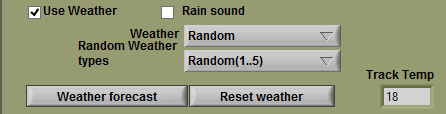 Use Weather Rain sound
Weather Random
Random Weather types Random(1..5)
Track Temp
Weather forecast Reset weather 18